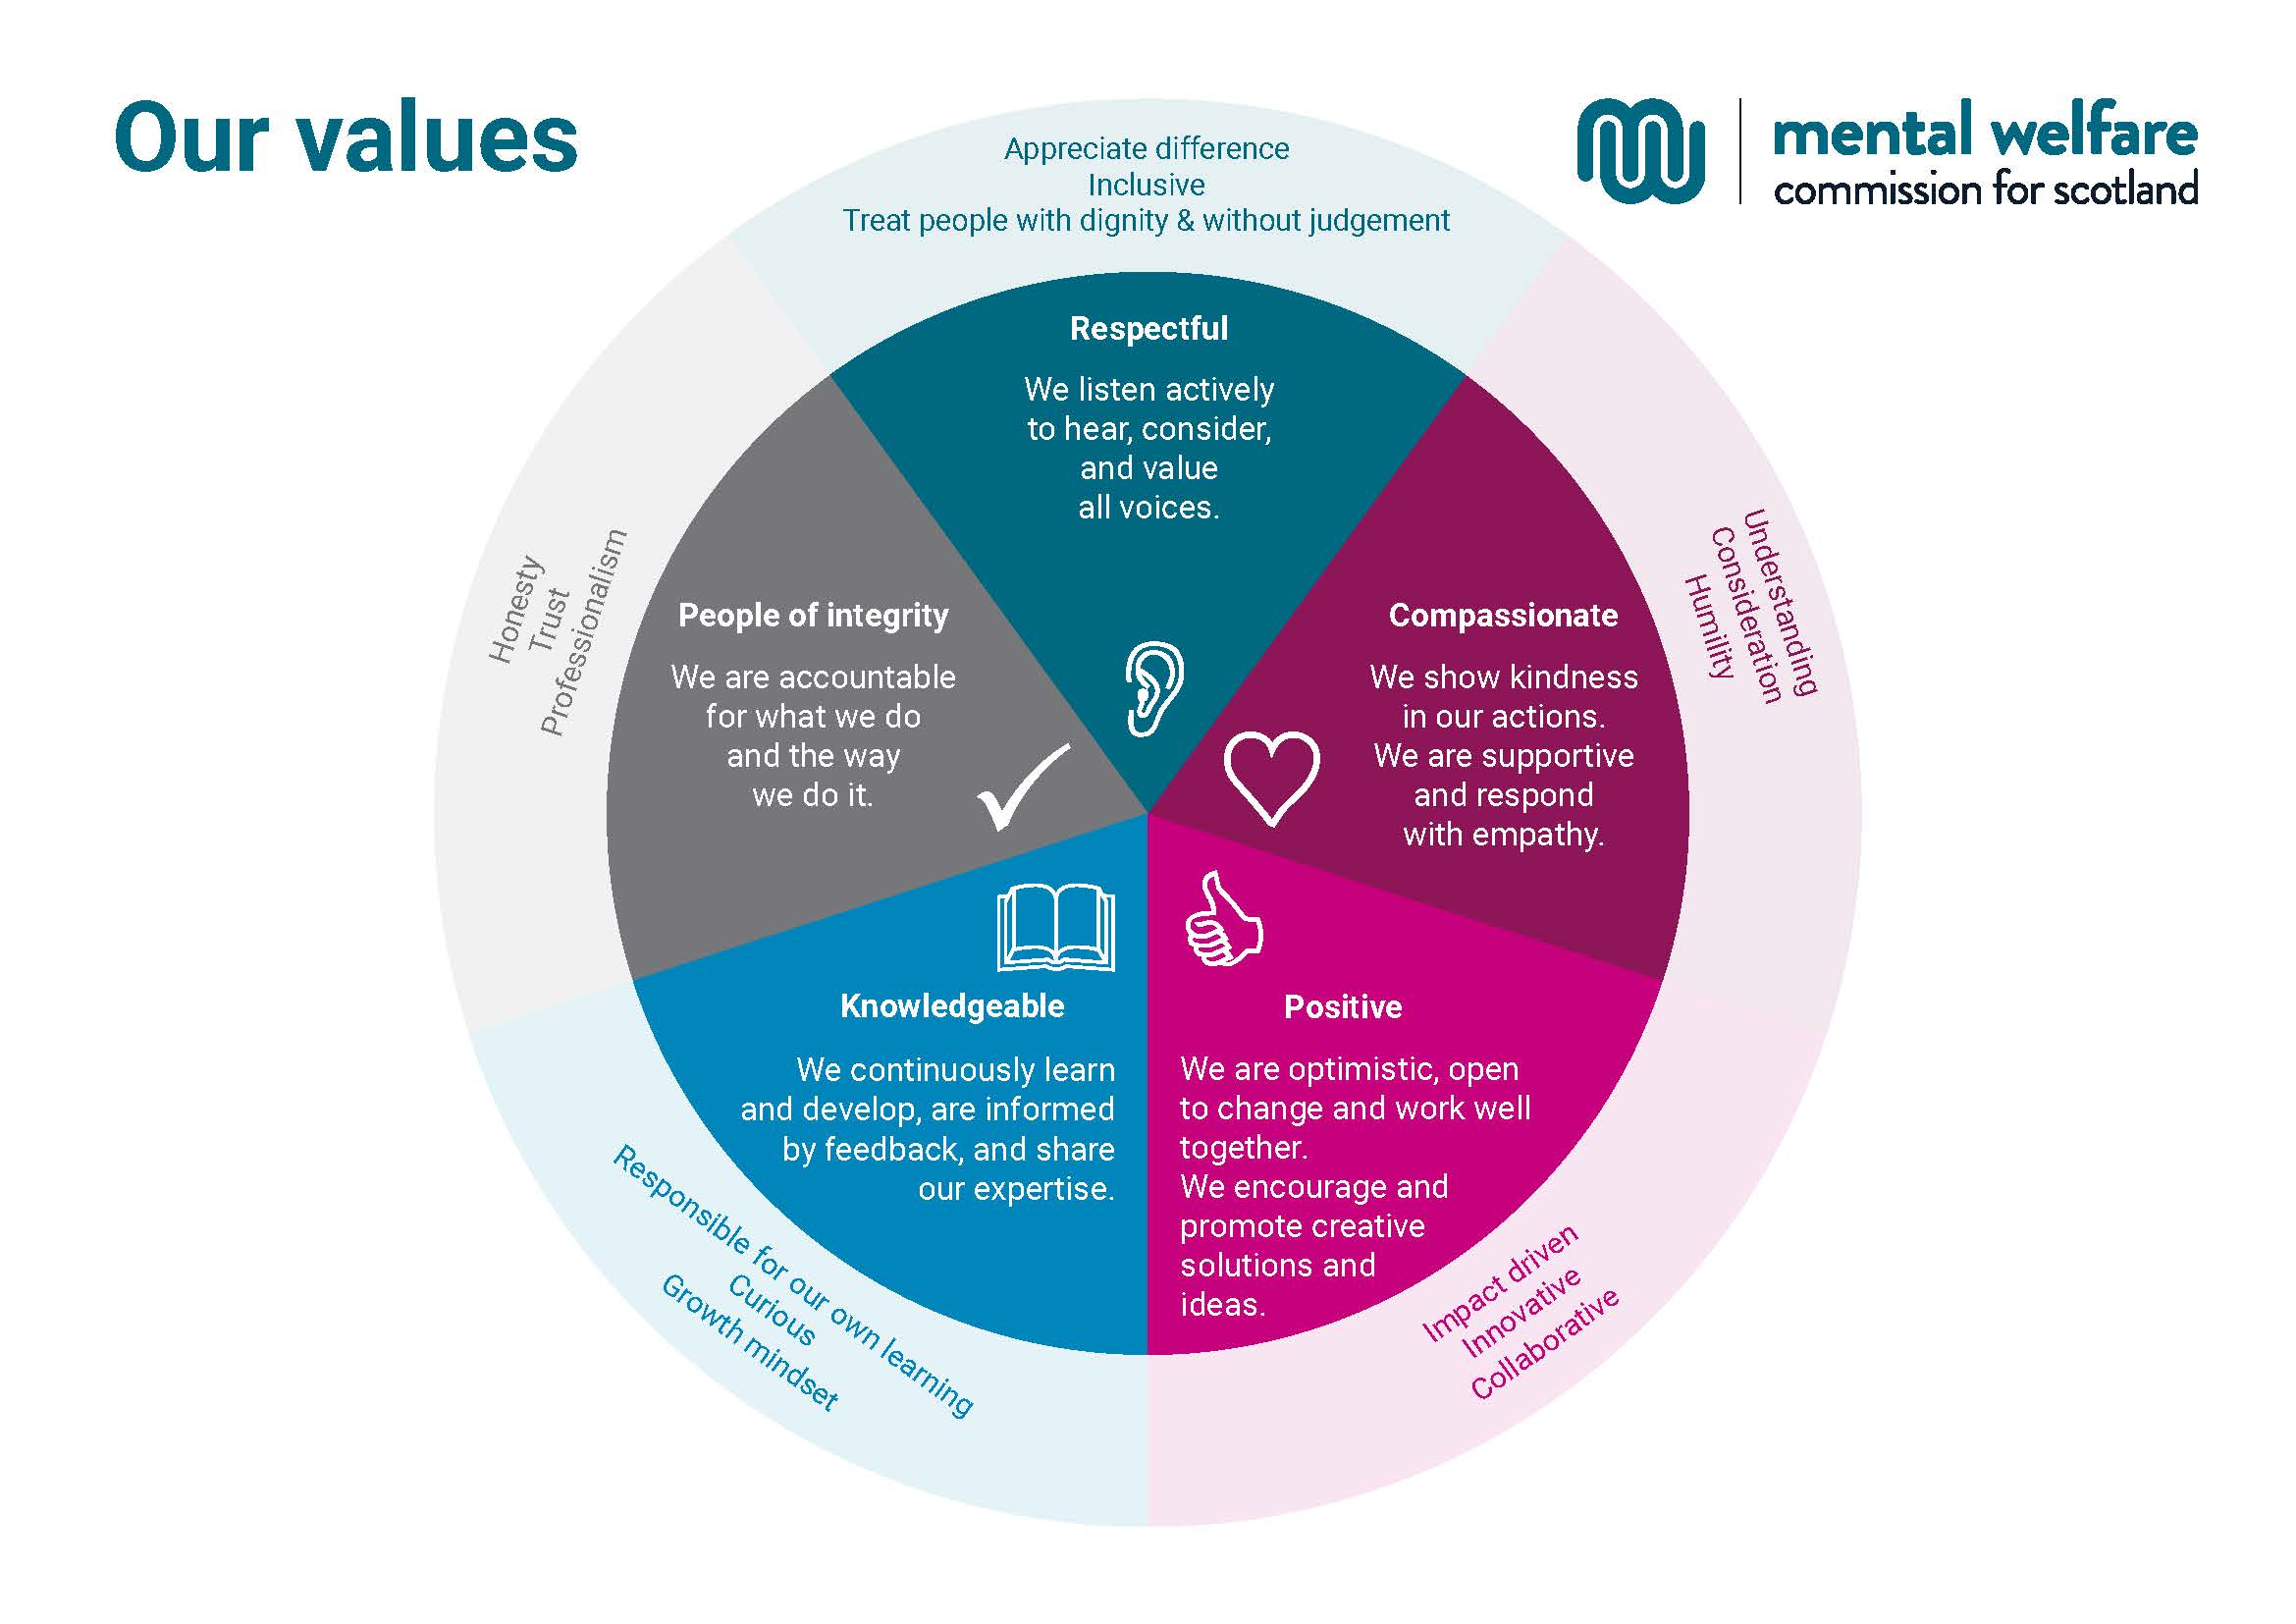 Our values
mental welfare
commission for scotland
Appreciate difference
Inclusive
Treat people with dignity & without judgement
Respectful
We listen actively
to hear, consider,
and value
all voices.
Understanding
Consideration
Humility
Compassionate
We show kindness
in our actions.
We are supportive
and respond
with empathy.
Positive
We are optimistic, open
to change and work well
together.
We encourage and
promote creative
solutions and
ideas.
Impact driven
Innovative
Collaborative
Knowledgeable
We continuously learn
and develop, are informed
by feedback, and share
our expertise.
Responsible for our own learning
Curious
Growth mindset
People of integrity
We are accountable
for what we do
and the way
we do it.
Honesty
Trust
Professionalism